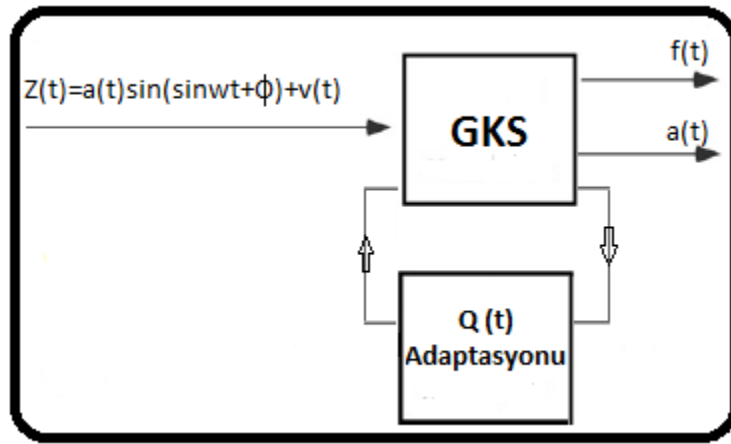 f(t)
Z(t)=a(t)sin(sinwt+ϕ)+v(t)
GKS
a(t)
Q (t)
Adaptasyonu